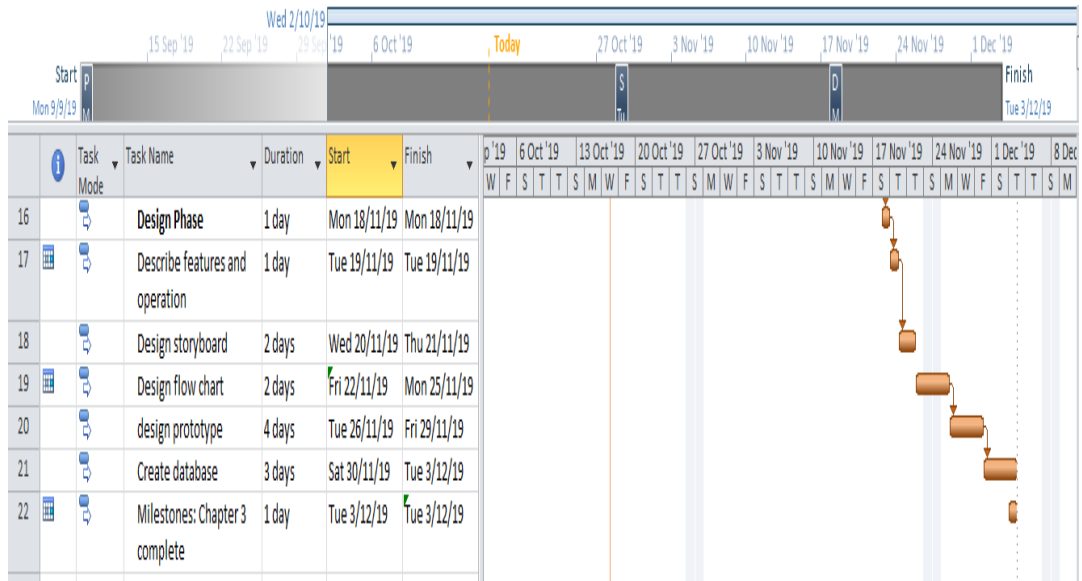 Wed 2/10/19
15 Sep '19 22 Sep '19 29 Sep '19 6 Oct '19 Today 27 Oct '19 3 Nov '19 10 Nov '19 17 Nov '19 24 Nov '19 1 Dec '19
Start
Mon 9/9/19
P
M
S
Tu
D
M
Finish
Tue 3/12/19
Task Mode Task Name Duration Start Finish
p '19 6 Oct '19 13 Oct '19 20 Oct '19 27 Oct '19 3 Nov '19 10 Nov '19 17 Nov '19 24 Nov '19 1 Dec '19 8 Dec
W F S T T S M W F S T T S M W F S T T S M W F S T T S M W F S T T S M
16 Design Phase 1 day Mon 18/11/19 Mon 18/11/19
17 Describe features and 1 day Tue 19/11/19 Tue 19/11/19
operation
18 Design storyboard 2 days Wed 20/11/19 Thu 21/11/19
19 Design flow chart 2 days Fri 22/11/19 Mon 25/11/19
20 design prototype 4 days Tue 26/11/19 Fri 29/11/19
21 Create database 3 days Sat 30/11/19 Tue 3/12/19
22 Milestones: Chapter 3 1 day Tue 3/12/19 Tue 3/12/19
complete